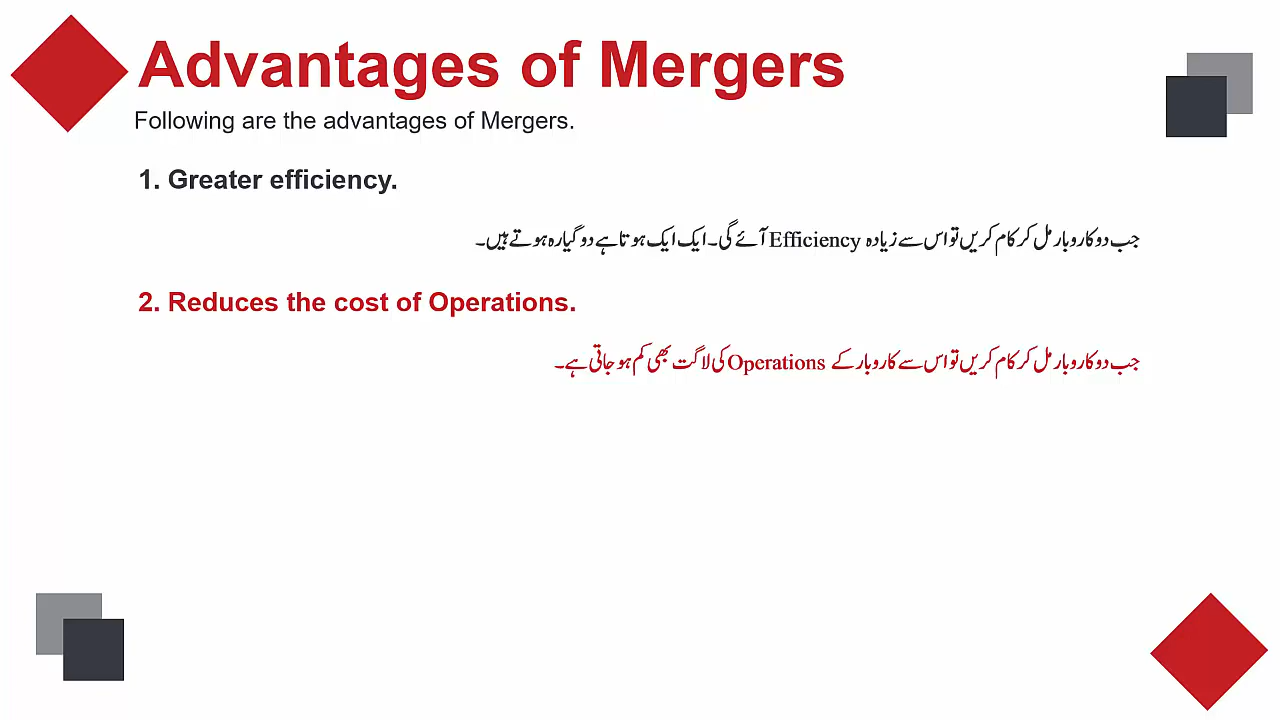 Advantages of Mergers
Following are the advantages of Mergers.
1. Greater efficiency.
جب دو کاروبار مل کر کام کریں تو اس سے زیادہ Efficiency آئے گی۔ ایک ایک ہوتا ہے دو گیارہ ہوتے ہیں۔
2. Reduces the cost of Operations.
جب دو کاروبار مل کر کام کریں تو اس سے کاروبار کے Operations کی لاگت بھی کم ہو جاتی ہے۔